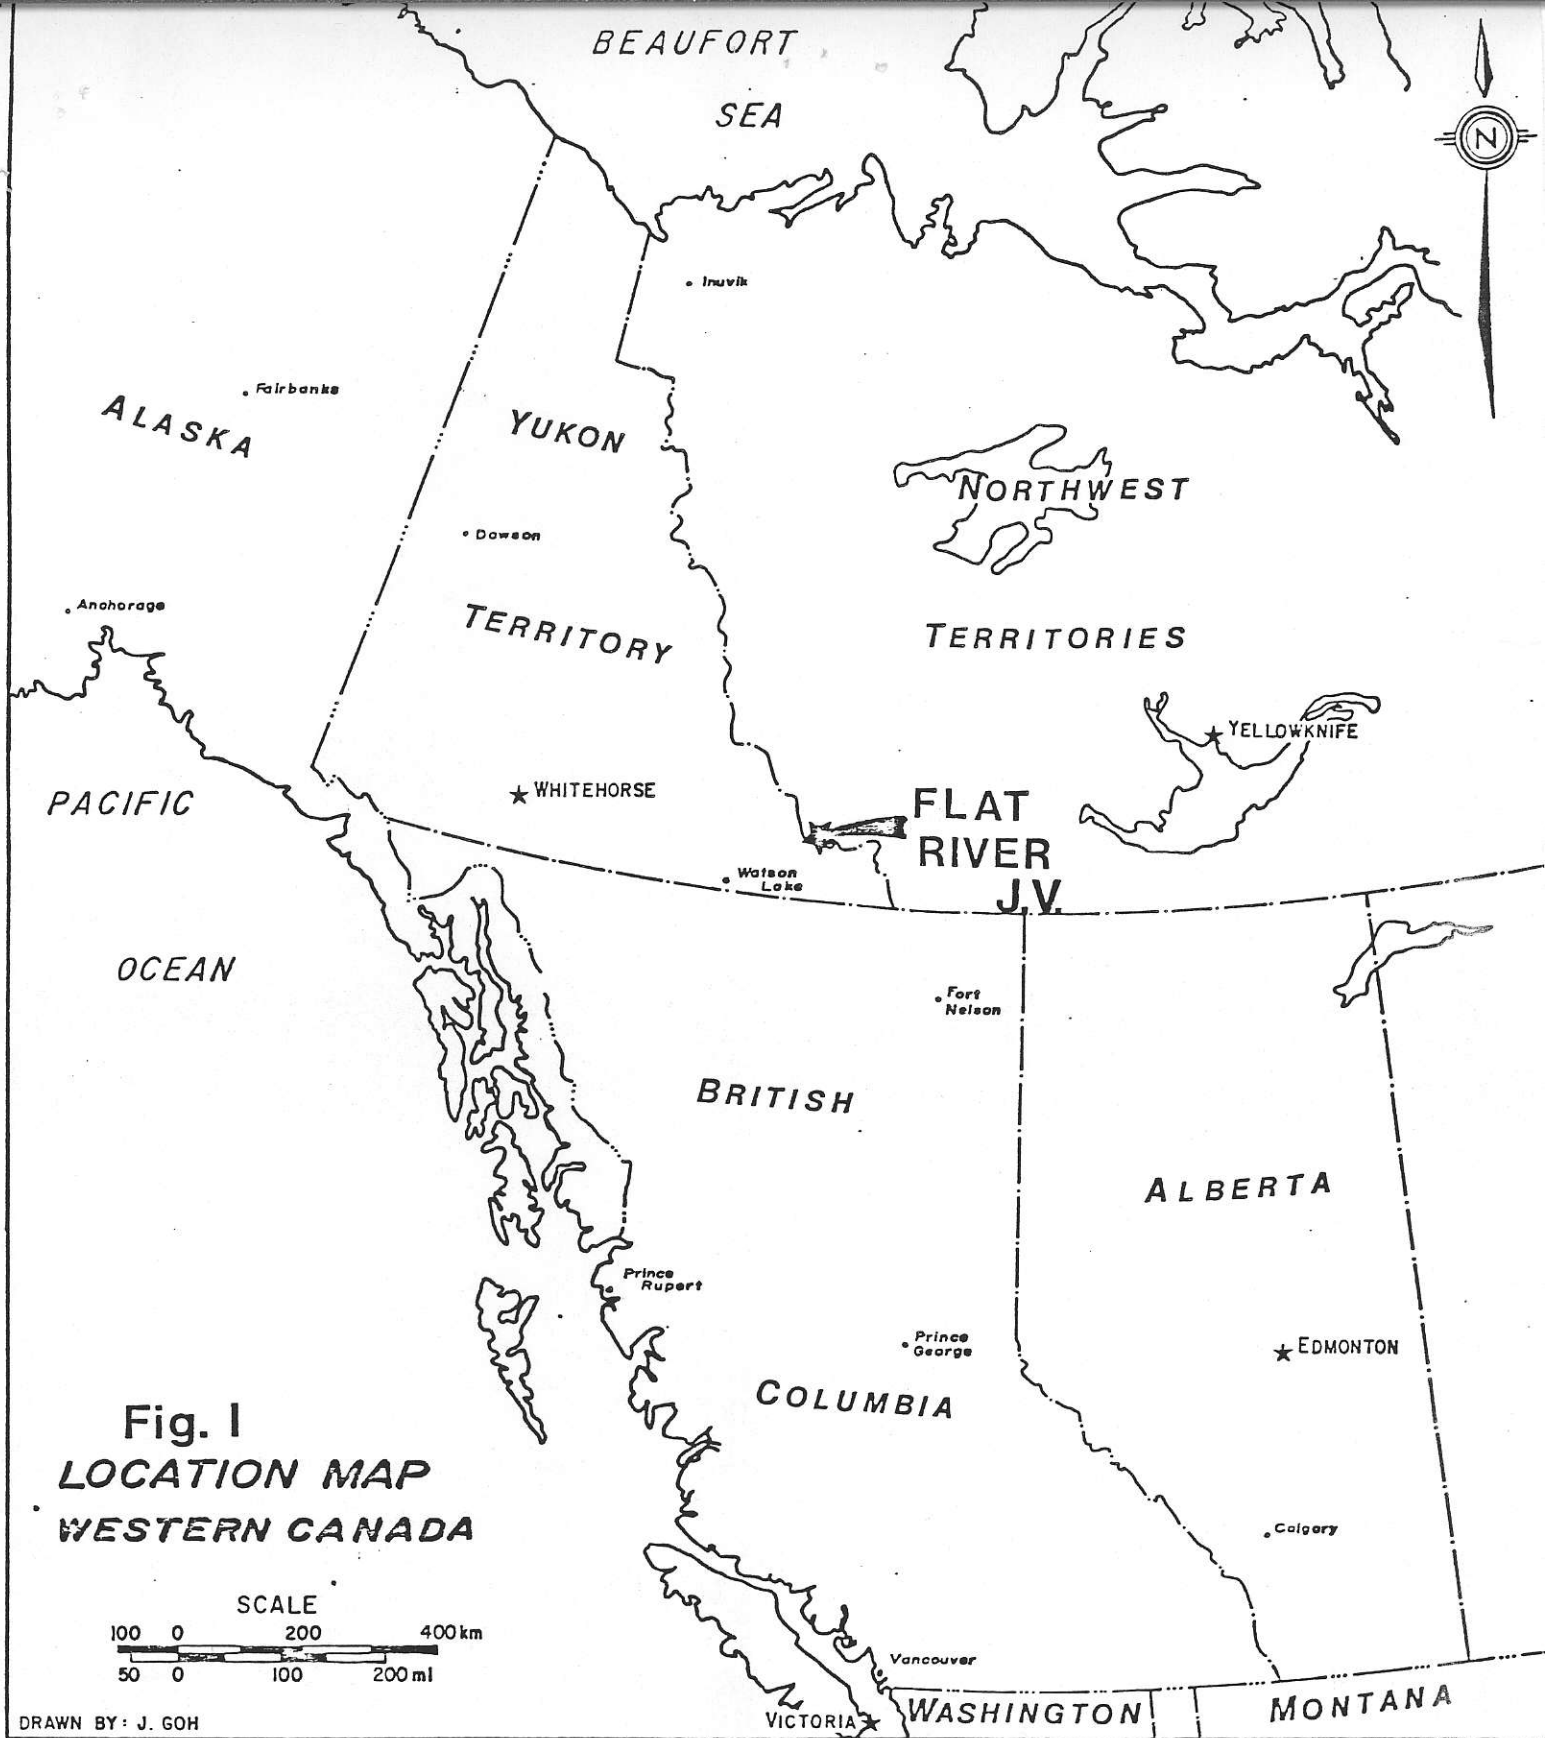 BEAUFORT
SEA
N
Inuvik
Fairbanks
ALASKA
YUKON
NORTHWEST
Dawson
Anchorage
TERRITORY
TERRITORIES
YELLOWKNIFE
WHITEHORSE
PACIFIC
FLAT
RIVER
J.V.
Watson
Lake
OCEAN
Fort
Nelson
BRITISH
ALBERTA
Prince
Rupert
Prince
George
EDMONTON
COLUMBIA
Fig. 1
LOCATION MAP
WESTERN CANADA
Calgary
SCALE
100 0 200 400 km
50 0 100 200 mi
Vancouver
VICTORIA
WASHINGTON
MONTANA
DRAWN BY: J. GOH